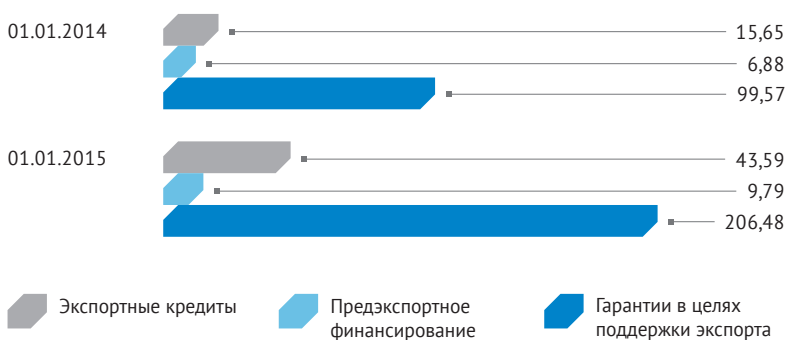 01.01.2014
15,65
6,88
99,57
01.01.2015
43,59
9,79
206,48
Экспортные кредиты
Предэкспортное
финансирование
Гарантии в целях
поддержки экспорта